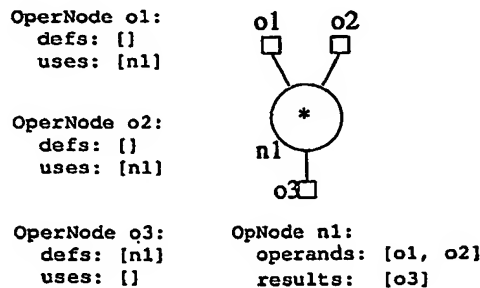 OperNode o1:
defs: []
uses: [n1]
o1 o2
OperNode o2:
defs: []
uses: [n1]
*
n1
o3
OperNode o3:
defs: [n1]
uses: []
OpNode n1:
operands: [o1, o2]
results: [o3]